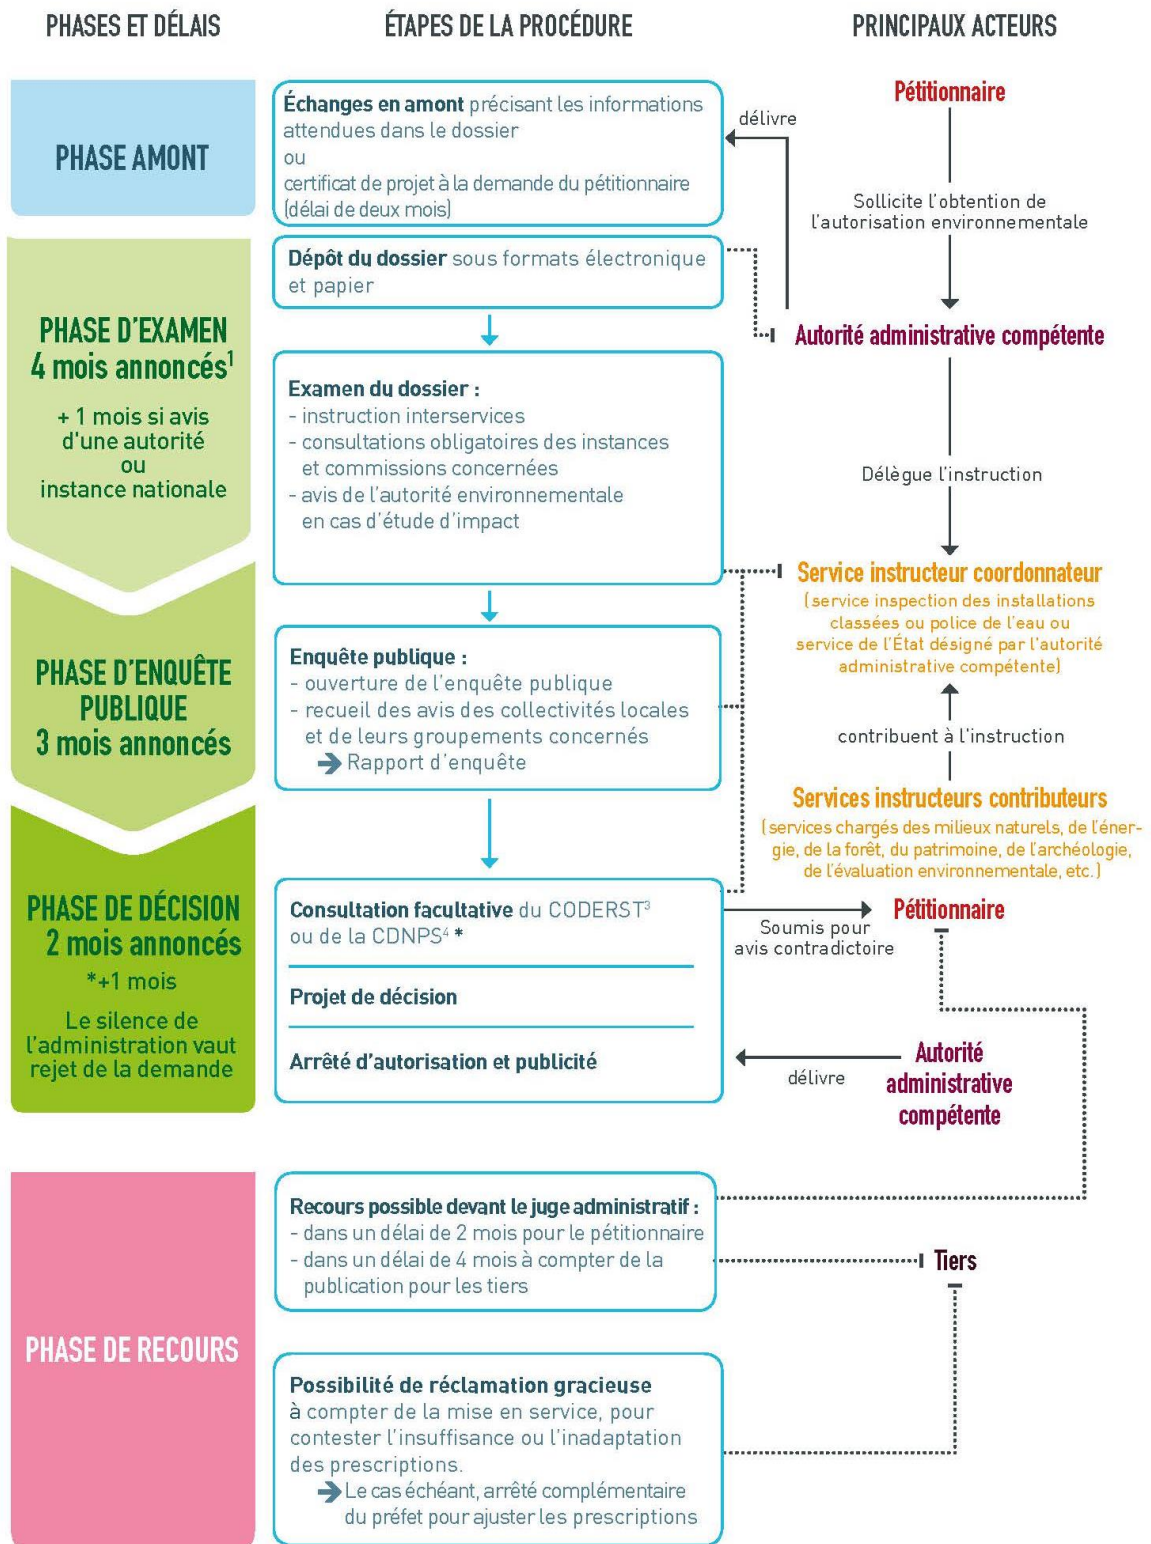 PHASES ET DÉLAIS
ÉTAPES DE LA PROCÉDURE
PRINCIPAUX ACTEURS
PHASE AMONT
Échanges en amont précisant les informations
attendues dans le dossier
ou
certificat de projet à la demande du pétitionnaire
(délai de deux mois)
délivre
Pétitionnaire
Sollicite l'obtention de
l'autorisation environnementale
Dépôt du dossier sous formats électronique
et papier
Autorité administrative compétente
PHASE D'EXAMEN
4 mois annoncés¹
+ 1 mois si avis
d'une autorité
ou
instance nationale
Examen du dossier :
- instruction interservices
- consultations obligatoires des instances
et commissions concernées
- avis de l'autorité environnementale
en cas d'étude d'impact
Délègue l'instruction
Service instructeur coordonnateur
(service inspection des installations
classées ou police de l'eau ou
service de l'État désigné par l'autorité
administrative compétente)
PHASE D'ENQUÊTE
PUBLIQUE
3 mois annoncés
Enquête publique :
- ouverture de l'enquête publique
- recueil des avis des collectivités locales
et de leurs groupements concernés
➔ Rapport d'enquête
contribuent à l'instruction
Services instructeurs contributeurs
(services chargés des milieux naturels, de l'éner-
gie, de la forêt, du patrimoine, de l'archéologie,
de l'évaluation environnementale, etc.)
PHASE DE DÉCISION
2 mois annoncés
*+1 mois
Le silence de
l'administration vaut
rejet de la demande
Consultation facultative du CODERST³
ou de la CDNPS⁴ *
Projet de décision
Arrêté d'autorisation et publicité
Soumis pour
avis contradictoire
Pétitionnaire
délivre
Autorité
administrative
compétente
PHASE DE RECOURS
Recours possible devant le juge administratif :
- dans un délai de 2 mois pour le pétitionnaire
- dans un délai de 4 mois à compter de la
publication pour les tiers
Tiers
Possibilité de réclamation gracieuse
à compter de la mise en service, pour
contester l'insuffisance ou l'inadaptation
des prescriptions.
➔ Le cas échéant, arrêté complémentaire
du préfet pour ajuster les prescriptions